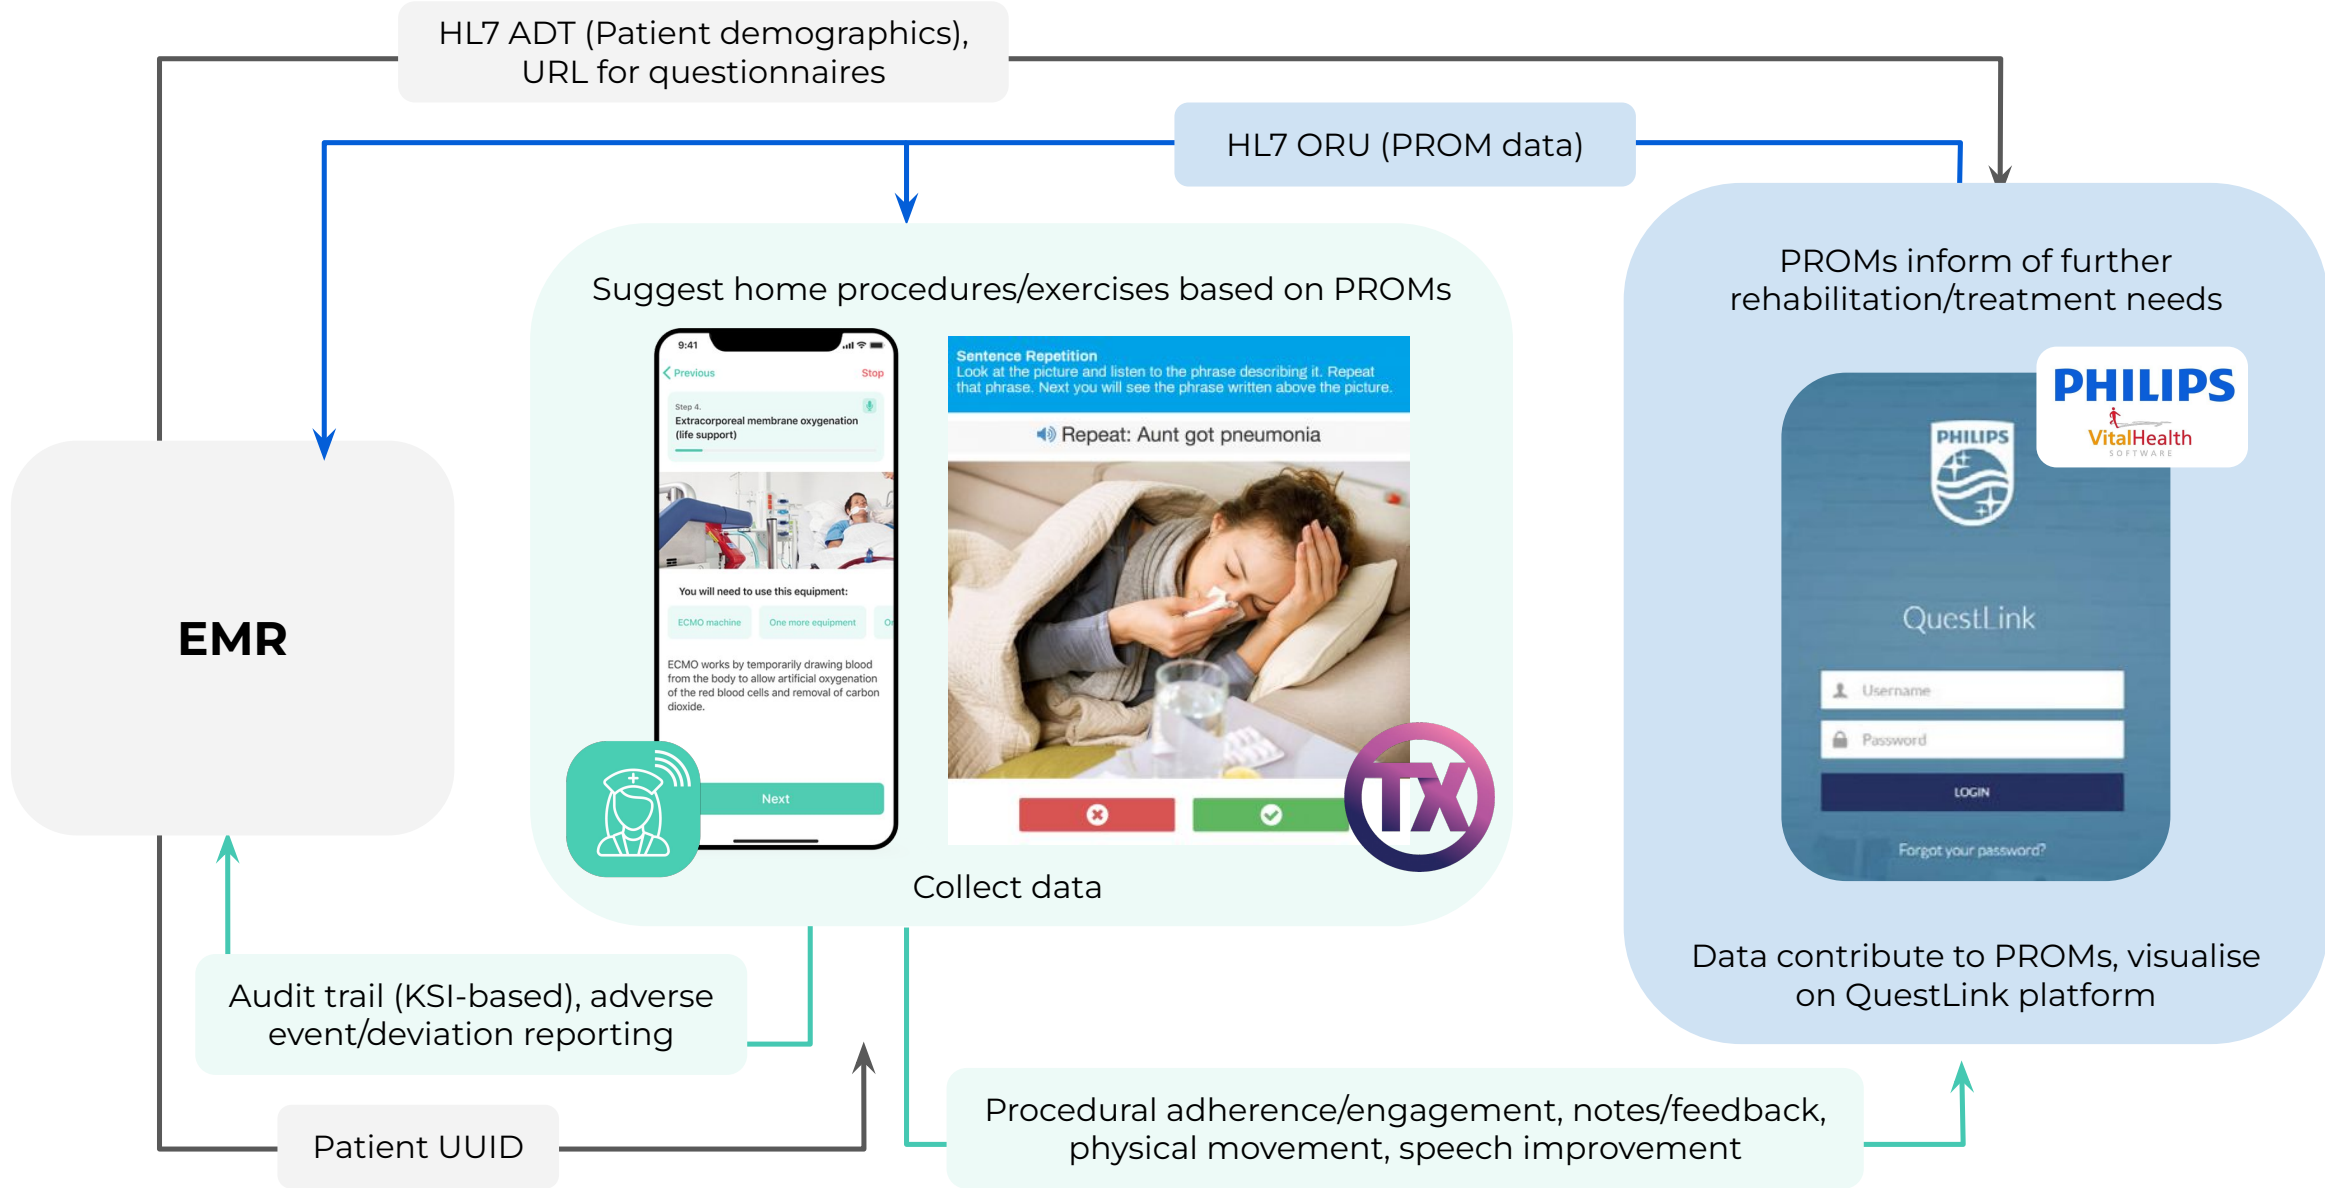 HL7 ADT (Patient demographics),
URL for questionnaires
HL7 ORU (PROM data)
Suggest home procedures/exercises based on PROMs
9:41
Previous
Stop
Step 4.
Extracorporeal membrane oxygenation
(life support)
You will need to use this equipment:
ECMO machine
One more equipment
On
ECMO works by temporarily drawing blood
from the body to allow artificial oxygenation
of the red blood cells and removal of carbon
dioxide.
Next
Sentence Repetition
Look at the picture and listen to the phrase describing it. Repeat
that phrase. Next you will see the phrase written above the picture.
Repeat: Aunt got pneumonia
TX
Collect data
PROMs inform of further
rehabilitation/treatment needs
PHILIPS
VitalHealth
SOFTWARE
PHILIPS
QuestLink
Username
Password
LOGIN
Forgot your password?
Data contribute to PROMs, visualise
on QuestLink platform
EMR
Audit trail (KSI-based), adverse
event/deviation reporting
Patient UUID
Procedural adherence/engagement, notes/feedback,
physical movement, speech improvement